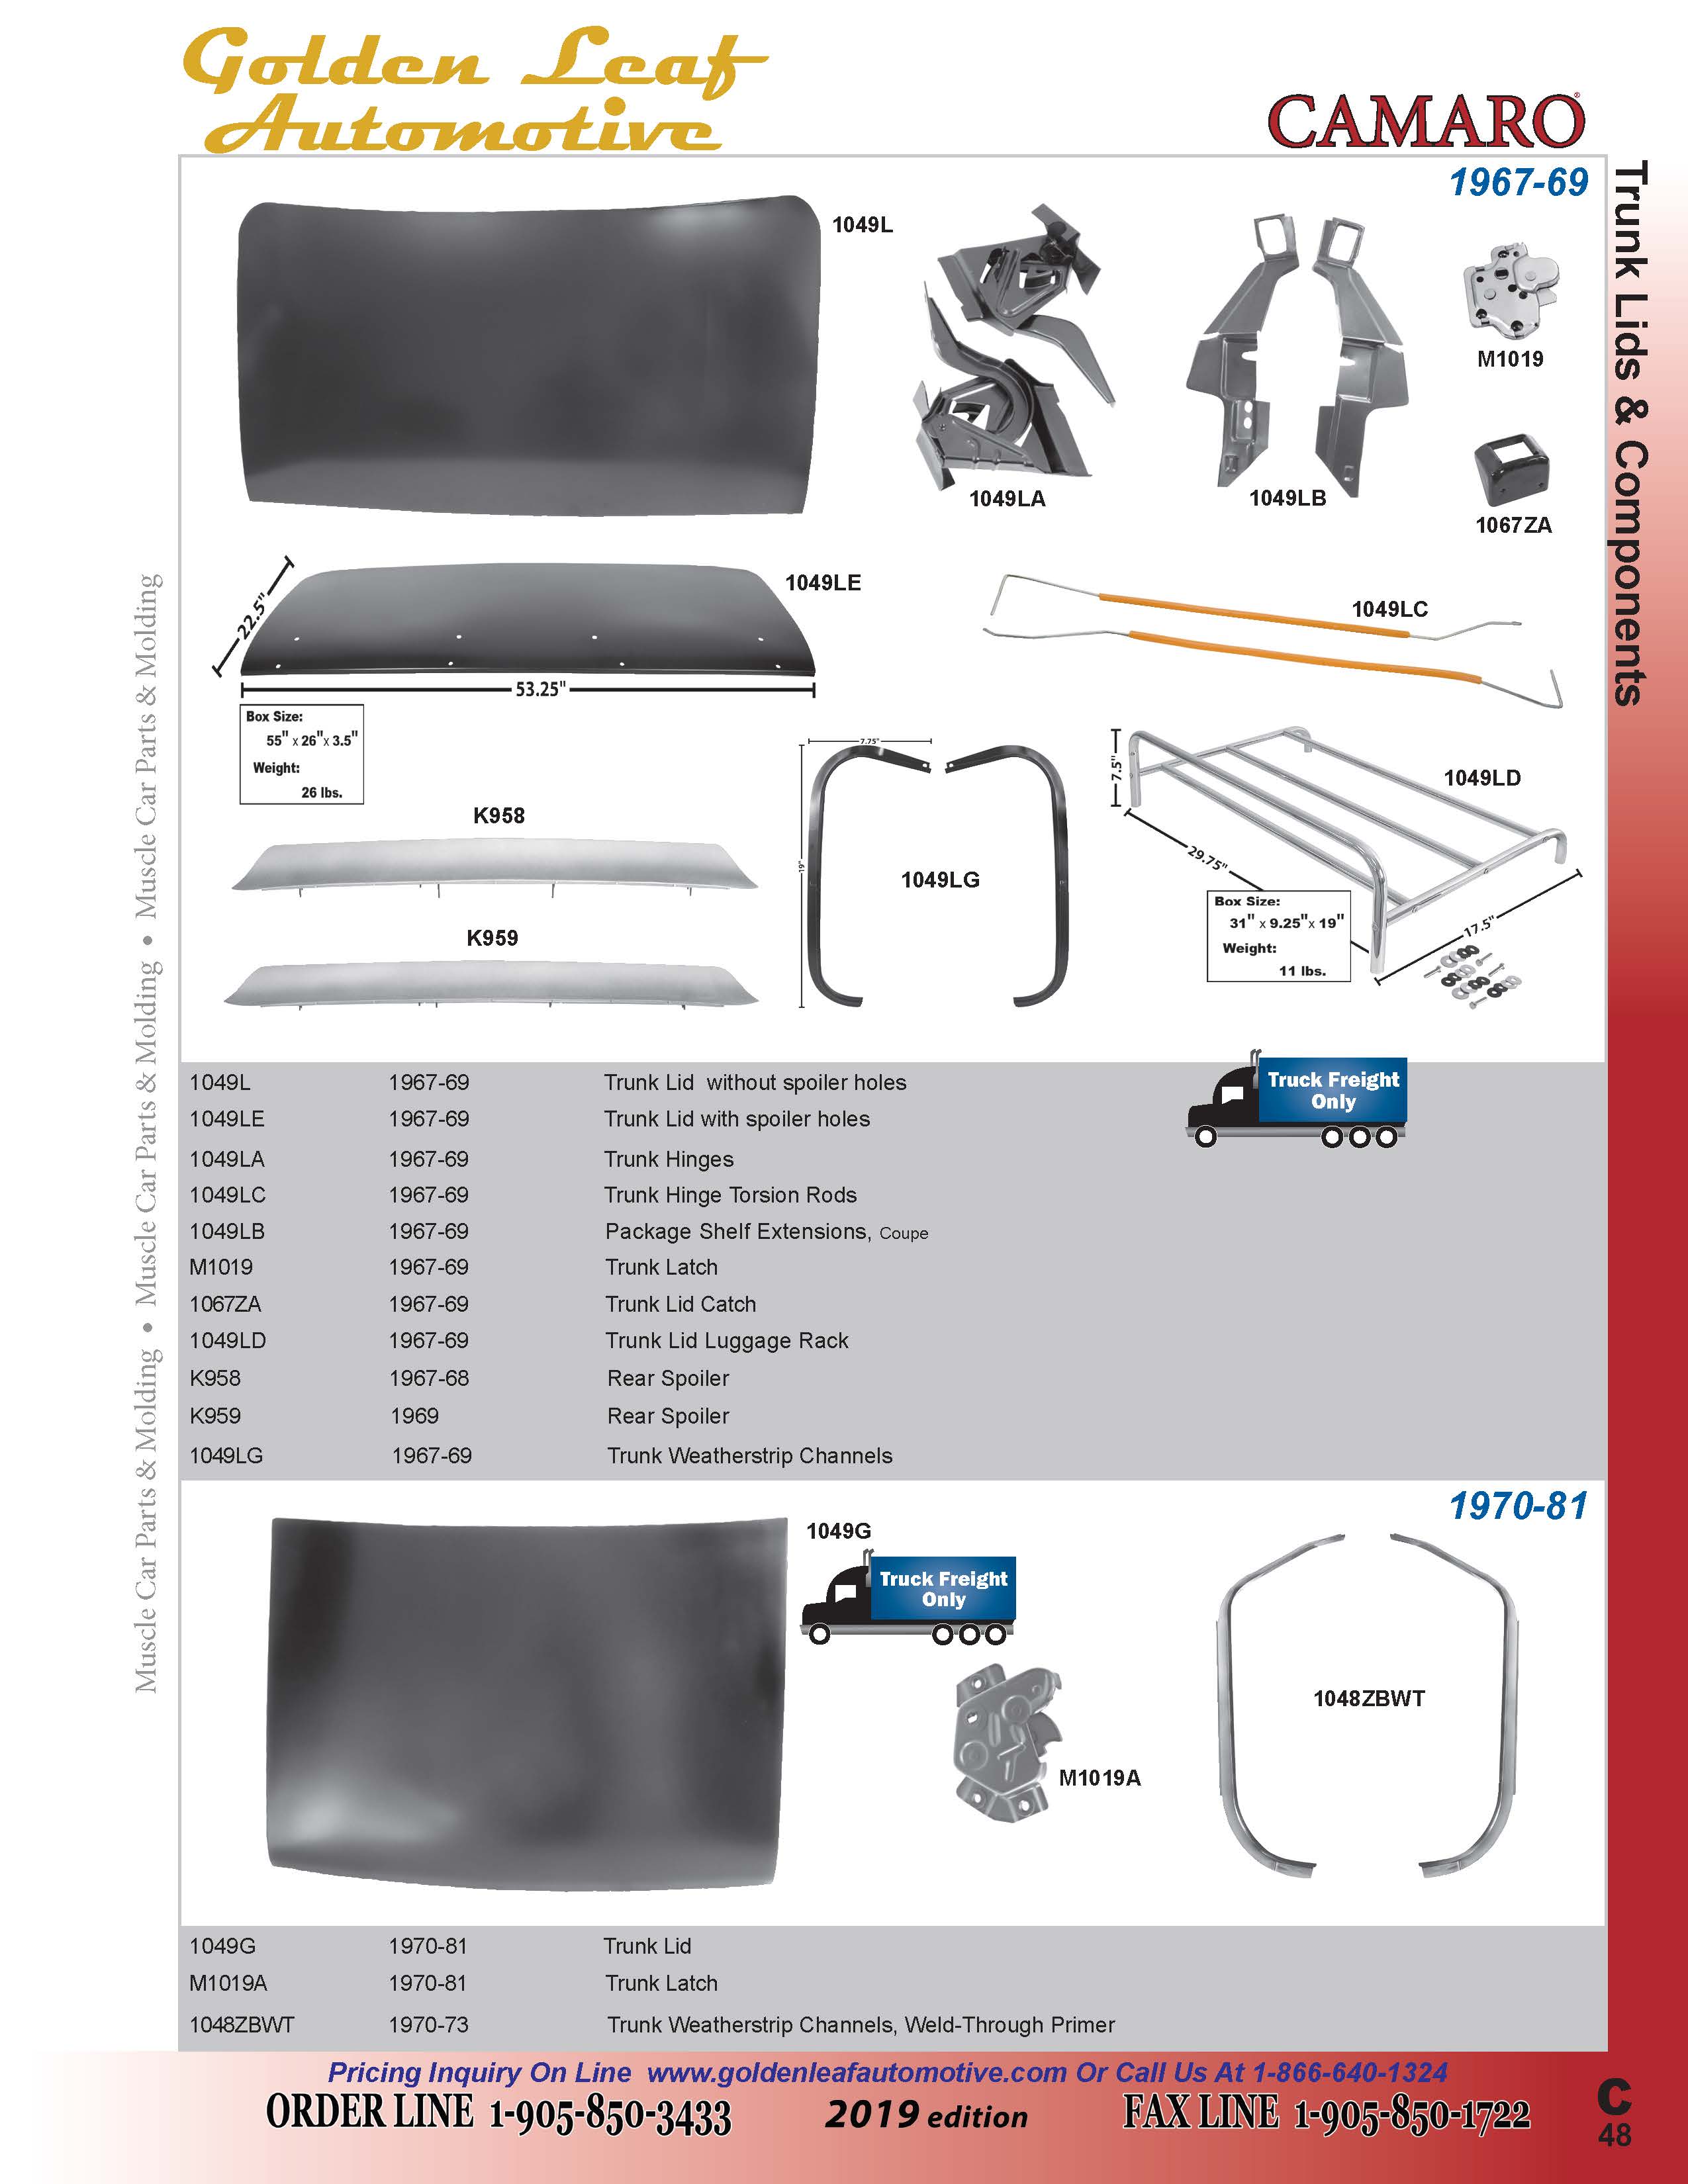 Golden Leaf
Automotive
CAMARO®
1967-69
Trunk Lids & Components
Muscle Car Parts & Molding • Muscle Car Parts & Molding • Muscle Car Parts & Molding
1049L
1049LA
1049LB
M1019
1067ZA
1049LE
22.5"
53.25"
Box Size:
55" x 26" x 3.5"
Weight:
26 lbs.
1049LC
K958
K959
7.75"
19"
1049LG
7.5"
1049LD
29.75"
17.5"
Box Size:
31" x 9.25" x 19"
Weight:
11 lbs.
Truck Freight
Only
1049L 1967-69 Trunk Lid without spoiler holes
1049LE 1967-69 Trunk Lid with spoiler holes
1049LA 1967-69 Trunk Hinges
1049LC 1967-69 Trunk Hinge Torsion Rods
1049LB 1967-69 Package Shelf Extensions, Coupe
M1019 1967-69 Trunk Latch
1067ZA 1967-69 Trunk Lid Catch
1049LD 1967-69 Trunk Lid Luggage Rack
K958 1967-68 Rear Spoiler
K959 1969 Rear Spoiler
1049LG 1967-69 Trunk Weatherstrip Channels
1970-81
1049G
Truck Freight
Only
M1019A
1048ZBWT
1049G 1970-81 Trunk Lid
M1019A 1970-81 Trunk Latch
1048ZBWT 1970-73 Trunk Weatherstrip Channels, Weld-Through Primer
Pricing Inquiry On Line www.goldenleafautomotive.com Or Call Us At 1-866-640-1324
ORDER LINE 1-905-850-3433 2019 edition FAX LINE 1-905-850-1722
C
48